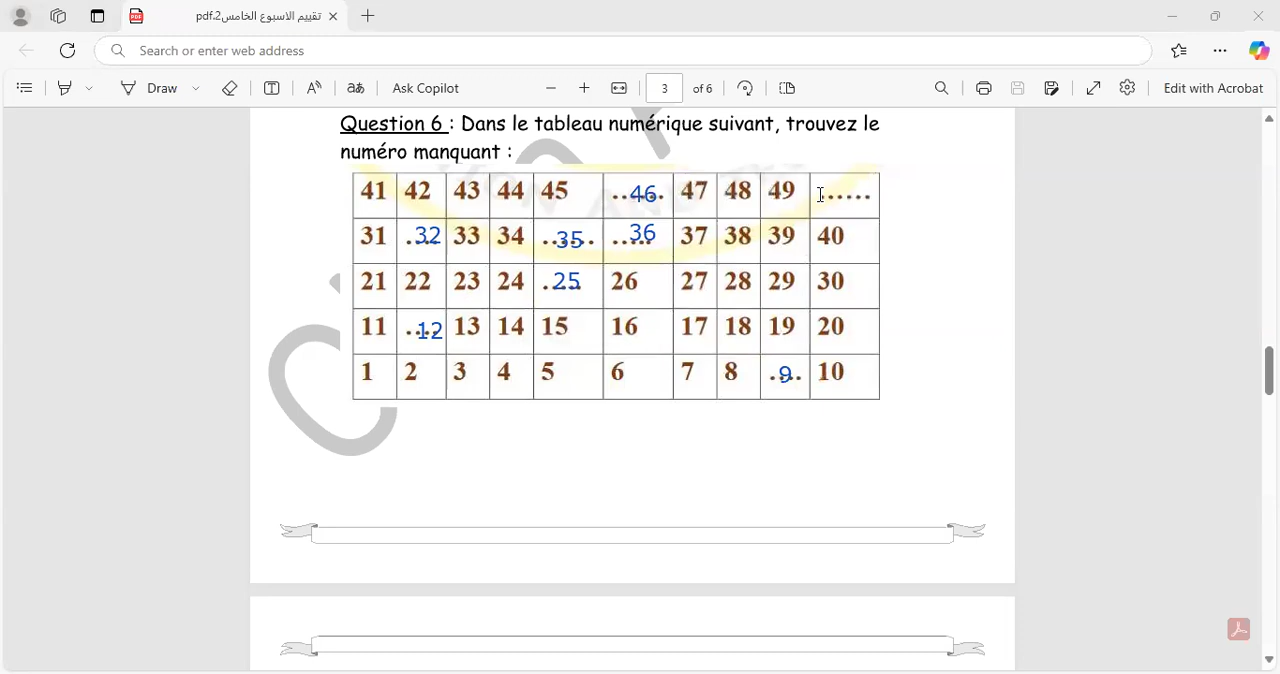 تقييم الاسبوع الخامس2.pdf
Search or enter web address
Draw
Ask Copilot
3 of 6
Edit with Acrobat
Question 6 : Dans le tableau numérique suivant, trouvez le
numéro manquant :
41 42 43 44 45 ......46 47 48 49 ......
31 ....32 33 34 ......35 .....36 37 38 39 40
21 22 23 24 .....25 26 27 28 29 30
11 ....12 13 14 15 16 17 18 19 20
1 2 3 4 5 6 7 8 ....9 10